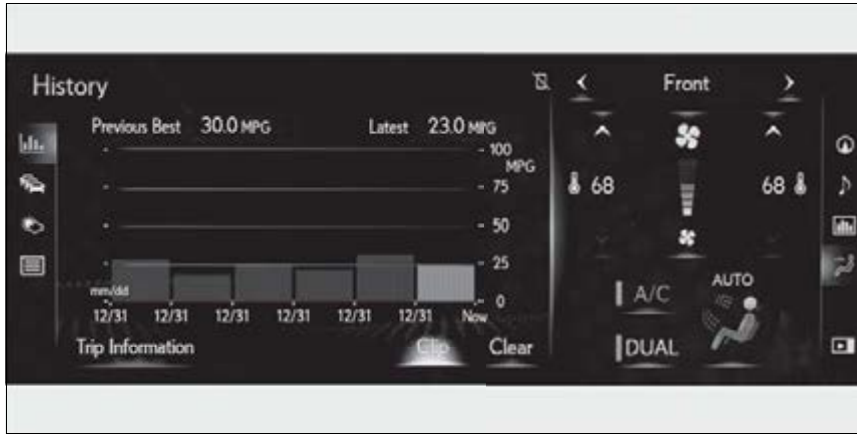 History
Front
Previous Best 30.0 MPG Latest 23.0 MPG
100
MPG
75
50
25
0
mm/dd
12/31 12/31 12/31 12/31 12/31 12/31 Now
Trip Information Clip Clear
68 68
A/C
AUTO
DUAL